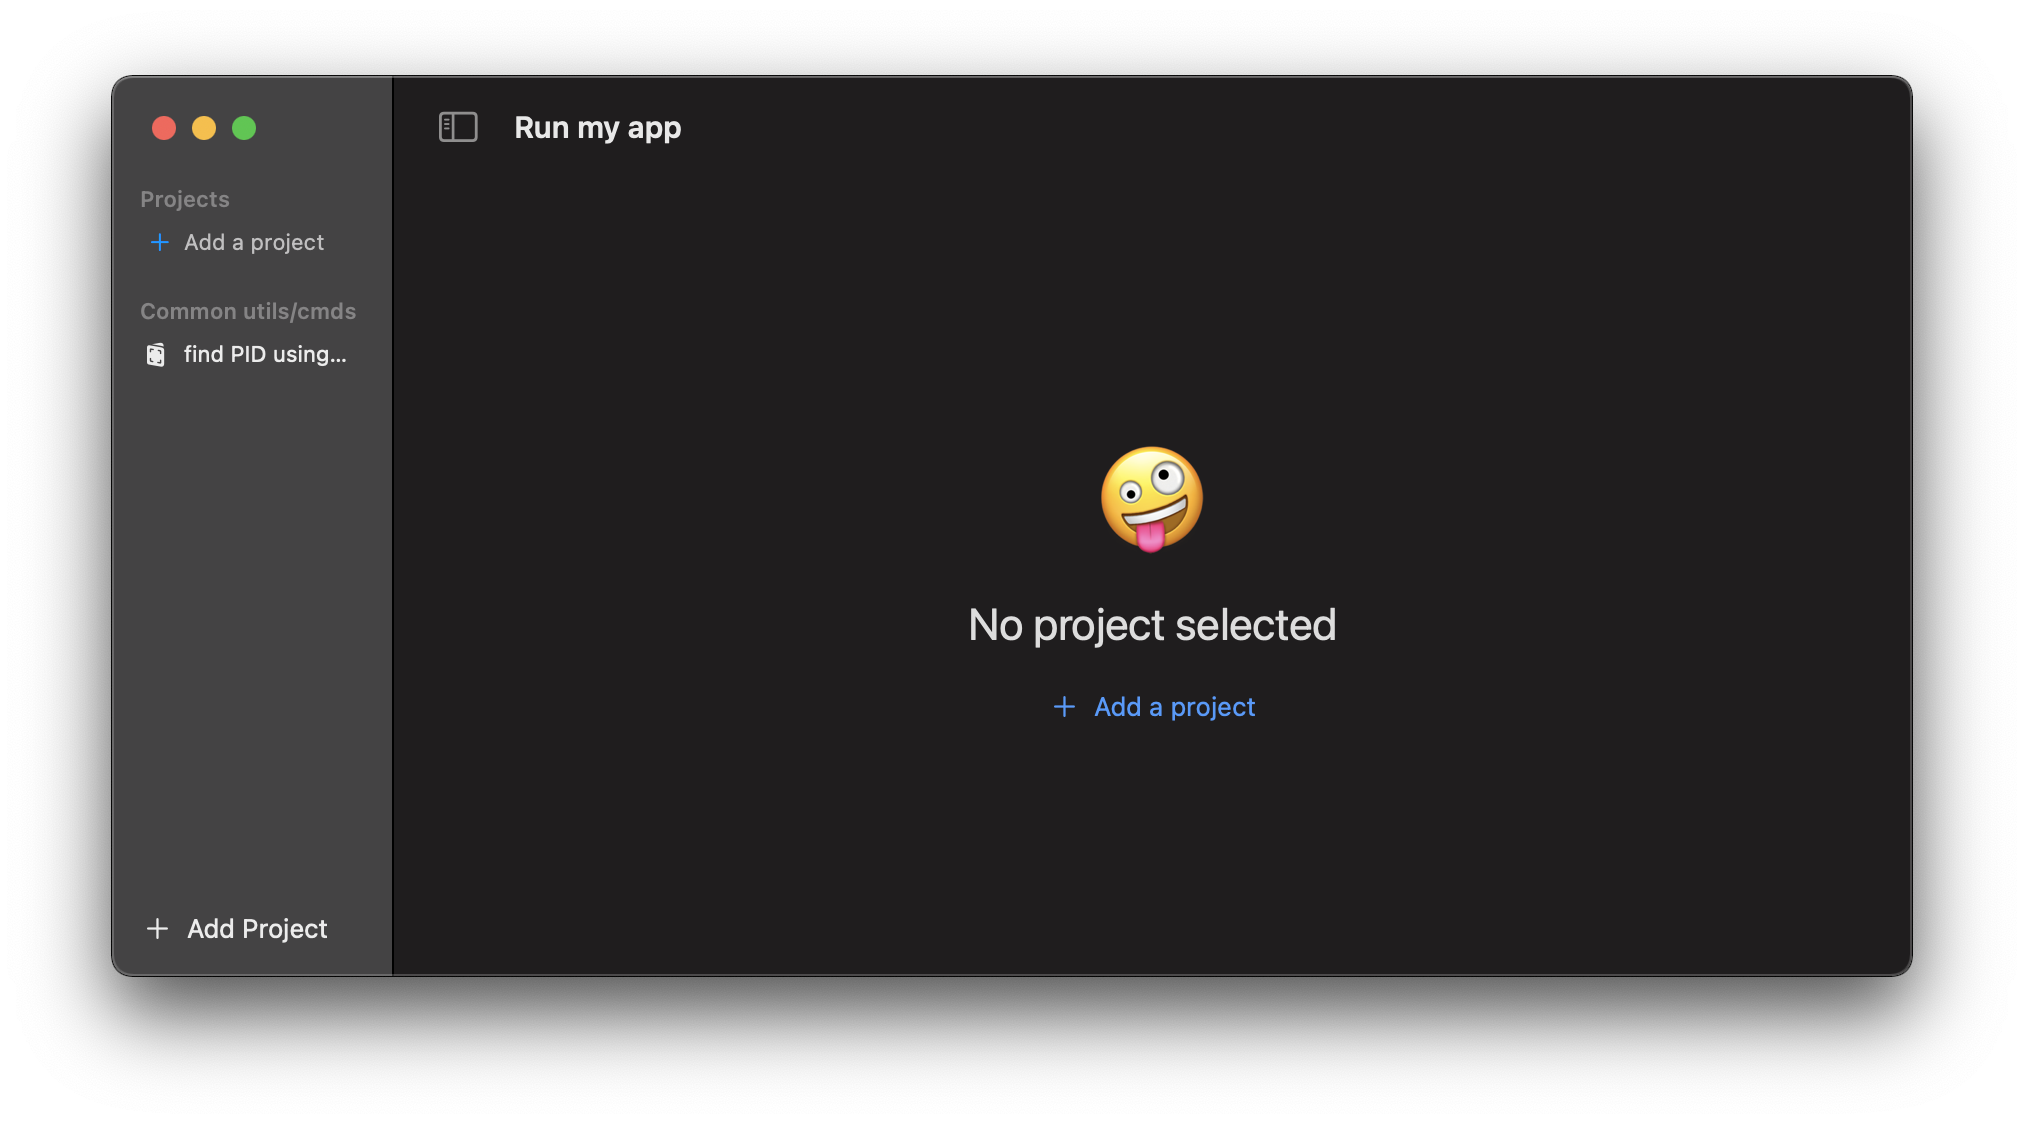 Projects
Add a project
Common utils/cmds
find PID using...
Add Project
Run my app
No project selected
Add a project